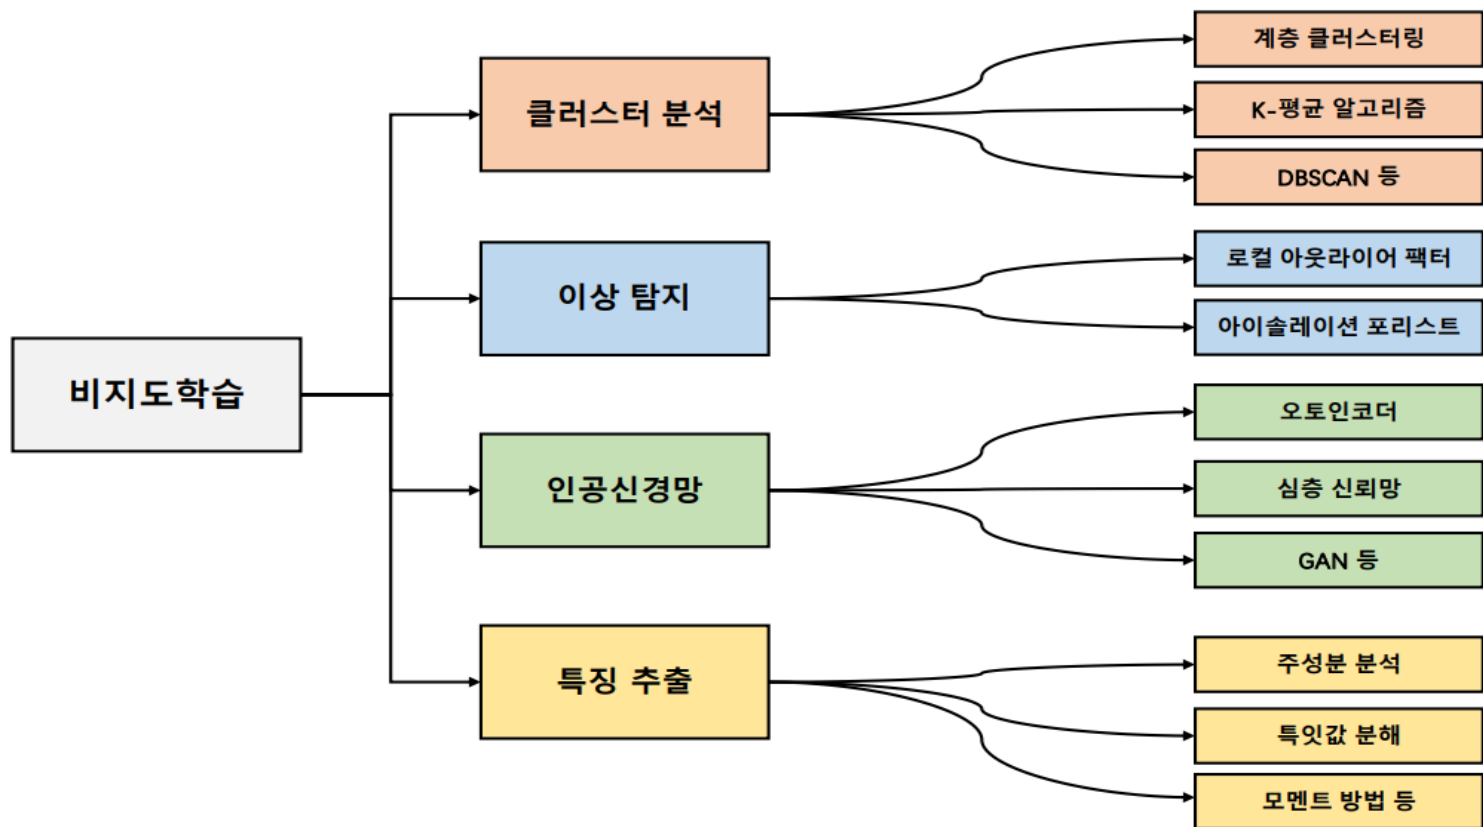 비지도학습
클러스터 분석
계층 클러스터링
K-평균 알고리즘
DBSCAN 등
이상 탐지
로컬 아웃라이어 팩터
아이솔레이션 포리스트
인공신경망
오토인코더
심층 신뢰망
GAN 등
특징 추출
주성분 분석
특잇값 분해
모멘트 방법 등